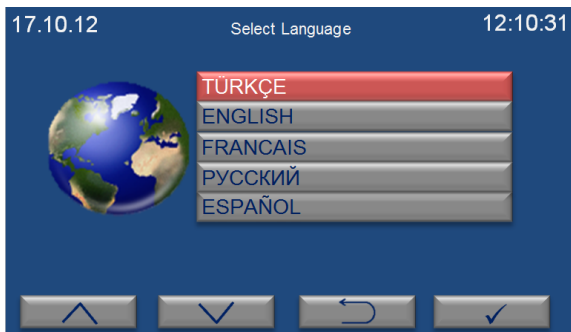 17.10.12 Select Language 12:10:31
TÜRKÇE
ENGLISH
FRANCAIS
РУССКИЙ
ESPAÑOL